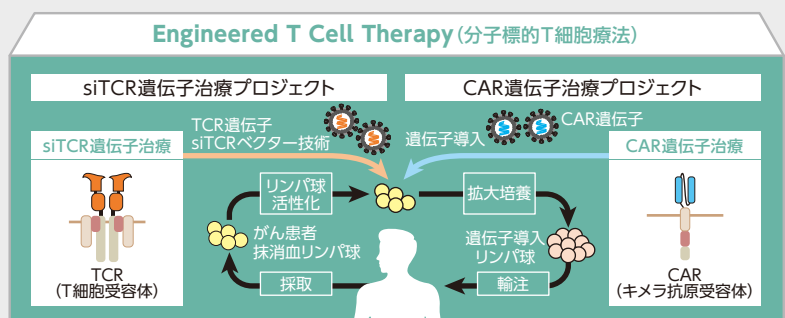 Engineered T Cell Therapy（分子標的T細胞療法）
siTCR遺伝子治療プロジェクト
CAR遺伝子治療プロジェクト
siTCR遺伝子治療
TCR
（T細胞受容体）
TCR遺伝子
siTCRベクター技術
遺伝子導入
CAR遺伝子
CAR遺伝子治療
CAR
（キメラ抗原受容体）
リンパ球
活性化
拡大培養
がん患者
抹消血リンパ球
遺伝子導入
リンパ球
採取
輸注